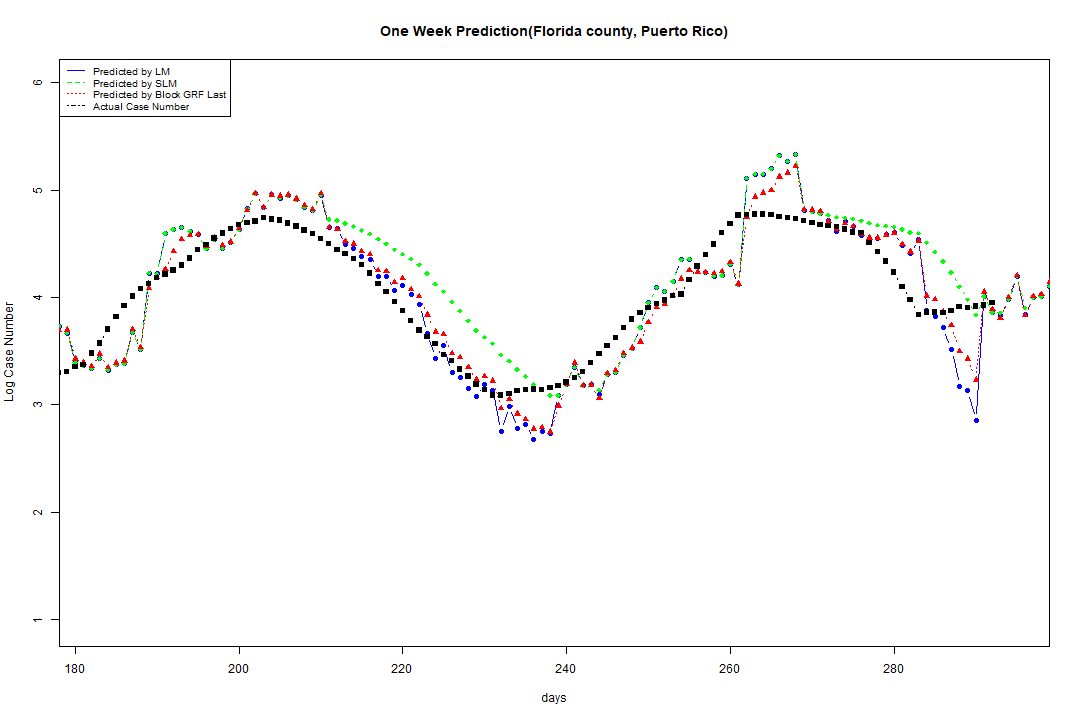 One Week Prediction(Florida county, Puerto Rico)
Predicted by LM
Predicted by SLM
Predicted by Block GRF Last
Actual Case Number
6
5
4
3
2
1
Log Case Number
180
200
220
240
260
280
days